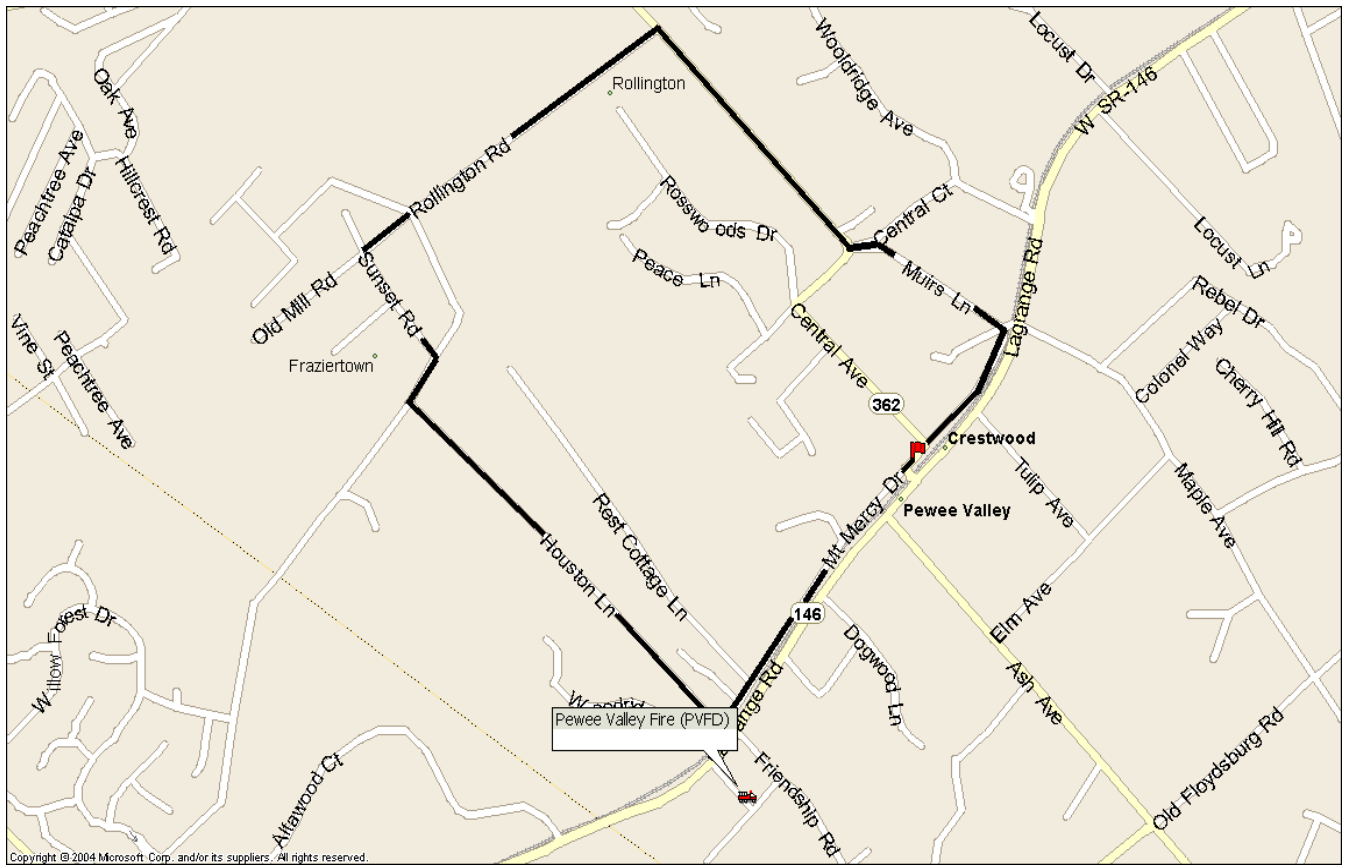 Locust Dr
Wooldridge Ave
W SR-146
Rollington
Oak Ave
Peachtree Ave
Catalpa Dr
Hillcrest Rd
Rollington Rd
Rosswoods Dr
Central Ct
Locust Ln
Peace Ln
Muirs Ln
Lagrange Rd
Rebel Dr
Old Mill Rd
Sunset Rd
Colonel Way
Vine St
Peachtree Ave
Fraziertown
Central Ave
Cherry Hill Rd
362
Crestwood
Tulip Ave
Maple Ave
Mt Mercy Dr
Pewee Valley
Rest Cottage Ln
Houston Ln
146
Elm Ave
Willow Forest Dr
Dogwood Ln
Ash Ave
Pewee Valley Fire (PVFD)
Friendship Rd
Altawood Ct
Old Floydsburg Rd
Copyright © 2004 Microsoft Corp. and/or its suppliers. All rights reserved.